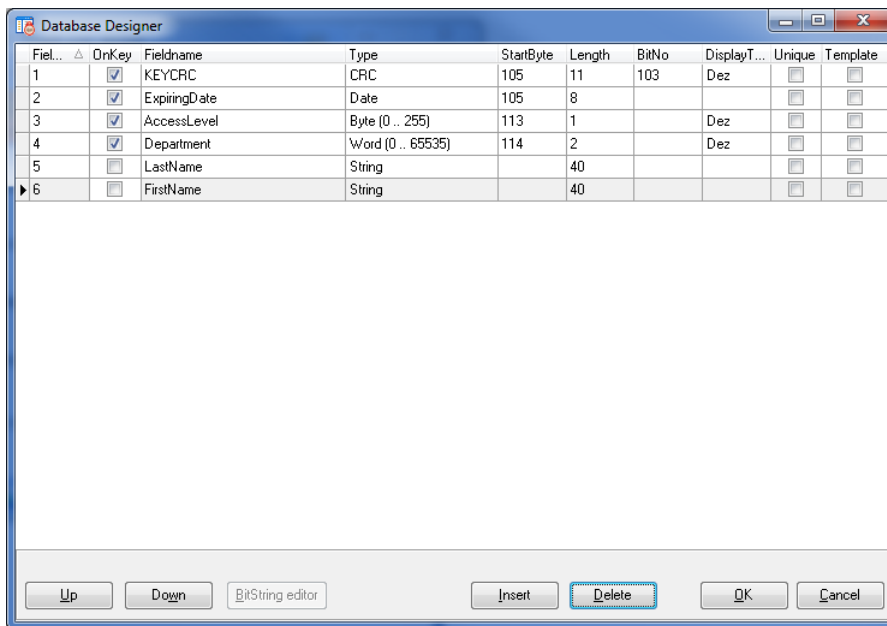 Database Designer
Fiel... OnKey Fieldname Type StartByte Length BitNo DisplayT... Unique Template
1 KEYCRC CRC 105 11 103 Dez
2 ExpiringDate Date 105 8
3 AccessLevel Byte (0 .. 255) 113 1 Dez
4 Department Word (0 .. 65535) 114 2 Dez
5 LastName String 40
6 FirstName String 40
Up Down BitString editor Insert Delete OK Cancel